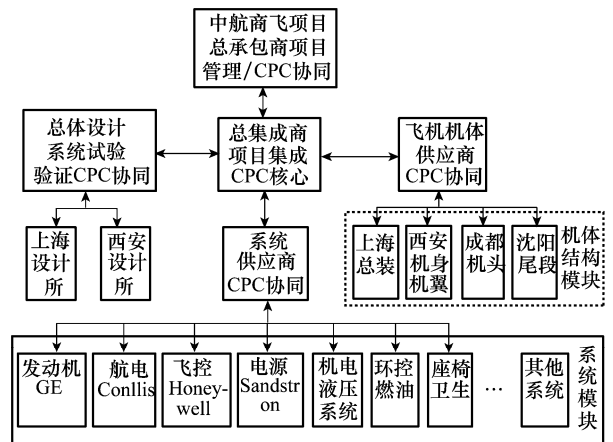 中航商飞项目
总承包商项目
管理/CPC协同
总体设计
系统试验
验证CPC协同
总集成商
项目集成
CPC核心
飞机机体
供应商
CPC协同
上海
设计
所
西安
设计
所
系统
供应商
CPC协同
上海
总装
西安
机身
机翼
成都
机头
沈阳
尾段
机体
结构
模块
发动机
GE
航电
Conllis
飞控
Honey-
well
电源
Sandstr
on
机电
液压
系统
环控
燃油
座椅
卫生
…
其他
系统
系
统
模
块